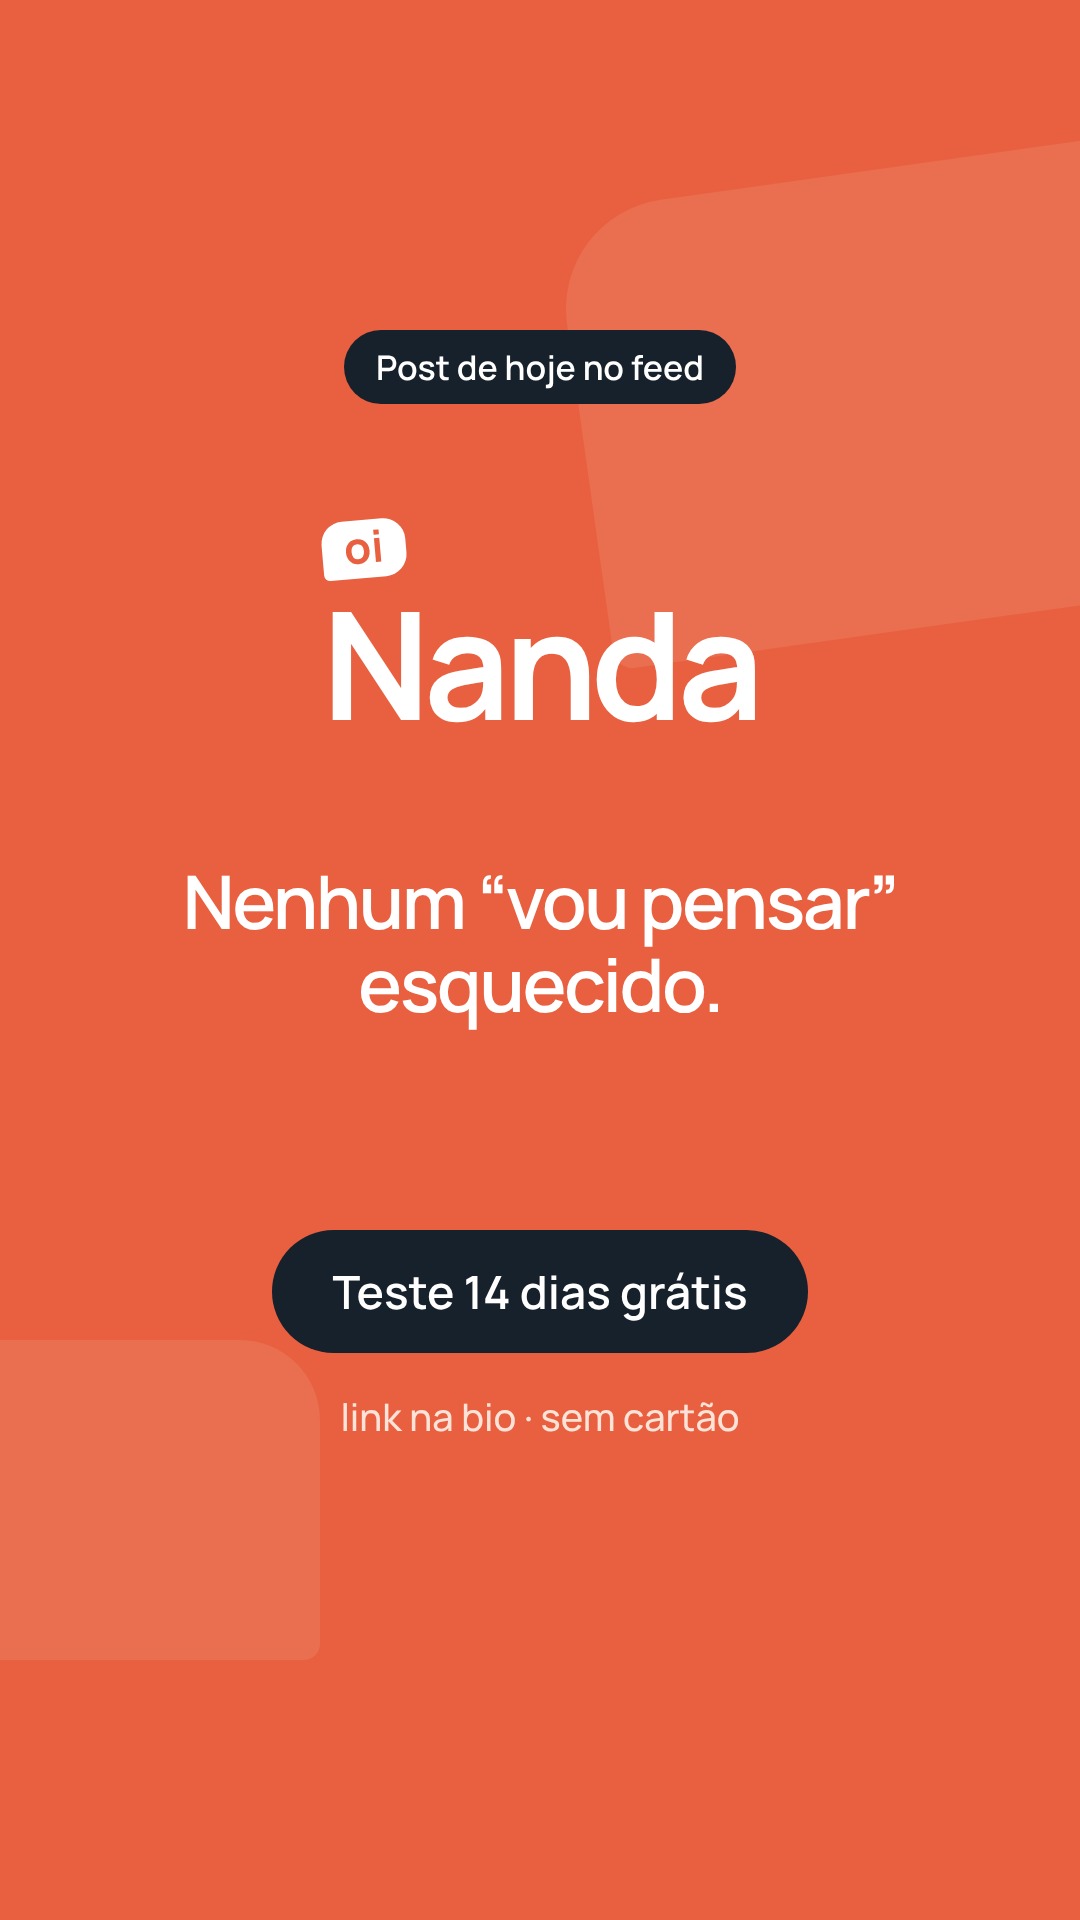 Post de hoje no feed
oi
Nanda
Nenhum “vou pensar”
esquecido.
Teste 14 dias grátis
link na bio · sem cartão